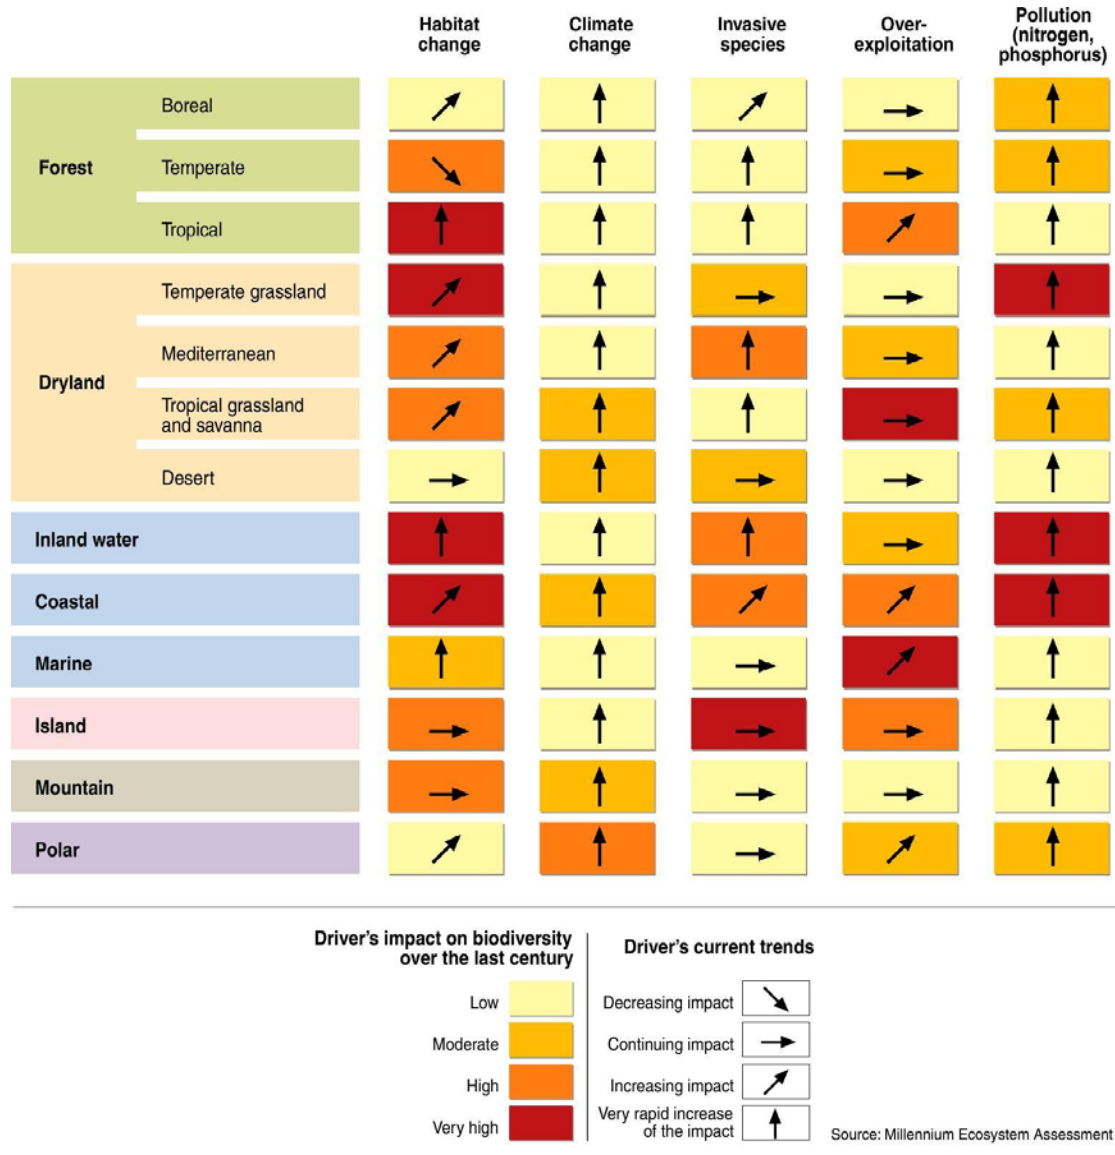 Habitat
change
Climate
change
Invasive
species
Over-
exploitation
Pollution
(nitrogen,
phosphorus)
Forest
Boreal
Temperate
Tropical
Dryland
Temperate grassland
Mediterranean
Tropical grassland
and savanna
Desert
Inland water
Coastal
Marine
Island
Mountain
Polar
Driver's impact on biodiversity
over the last century
Low
Moderate
High
Very high
Driver's current trends
Decreasing impact
Continuing impact
Increasing impact
Very rapid increase
of the impact
Source: Millennium Ecosystem Assessment